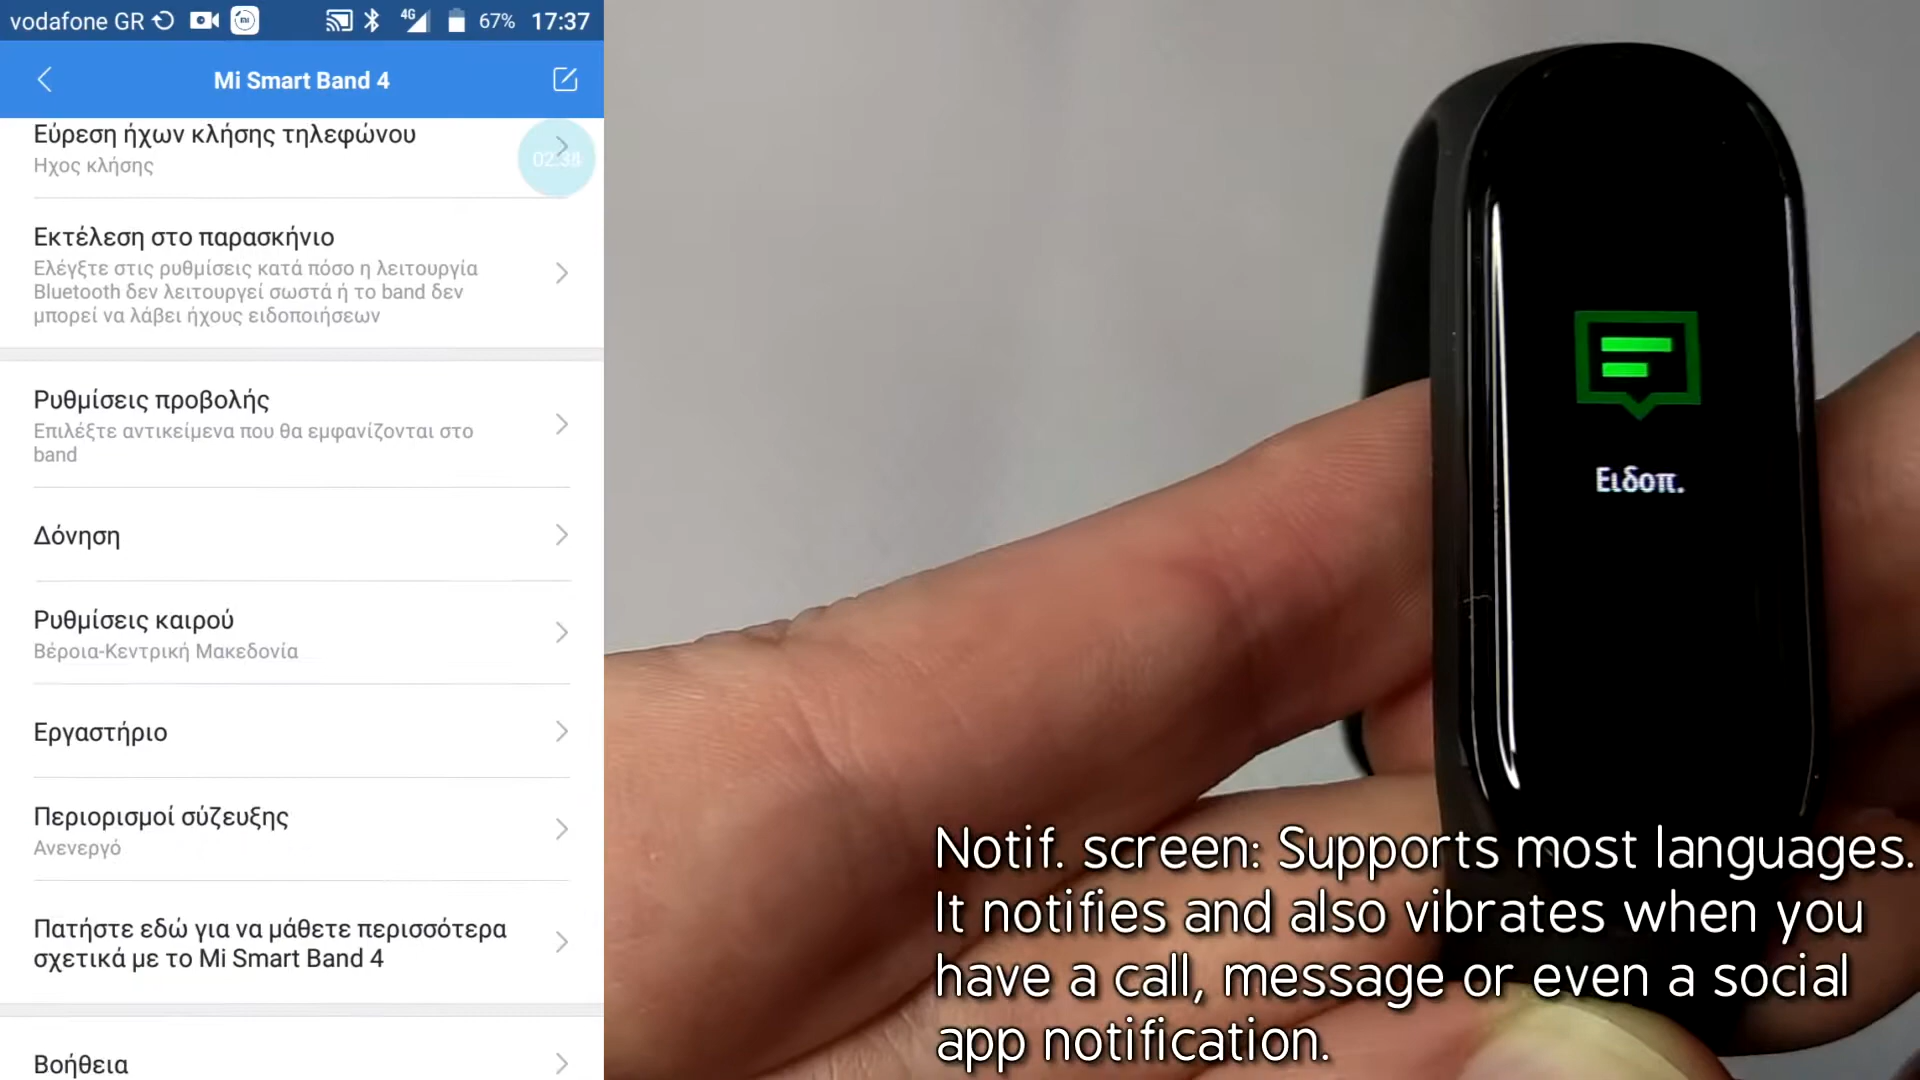 vodafone GR
4G
67%
17:37
Mi Smart Band 4
Εύρεση ήχων κλήσης τηλεφώνου
Ηχος κλήσης
02:38
Εκτέλεση στο παρασκήνιο
Ελέγξτε στις ρυθμίσεις κατά πόσο η λειτουργία
Bluetooth δεν λειτουργεί σωστά ή το band δεν
μπορεί να λάβει ήχους ειδοποιήσεων
Ρυθμίσεις προβολής
Επιλέξτε αντικείμενα που θα εμφανίζονται στο
band
Δόνηση
Ρυθμίσεις καιρού
Βέροια-Κεντρική Μακεδονία
Εργαστήριο
Περιορισμοί σύζευξης
Ανενεργό
Πατήστε εδώ για να μάθετε περισσότερα
σχετικά με το Mi Smart Band 4
Βοήθεια
Ειδοπ.
Notif. screen: Supports most languages.
It notifies and also vibrates when you
have a call, message or even a social
app notification.